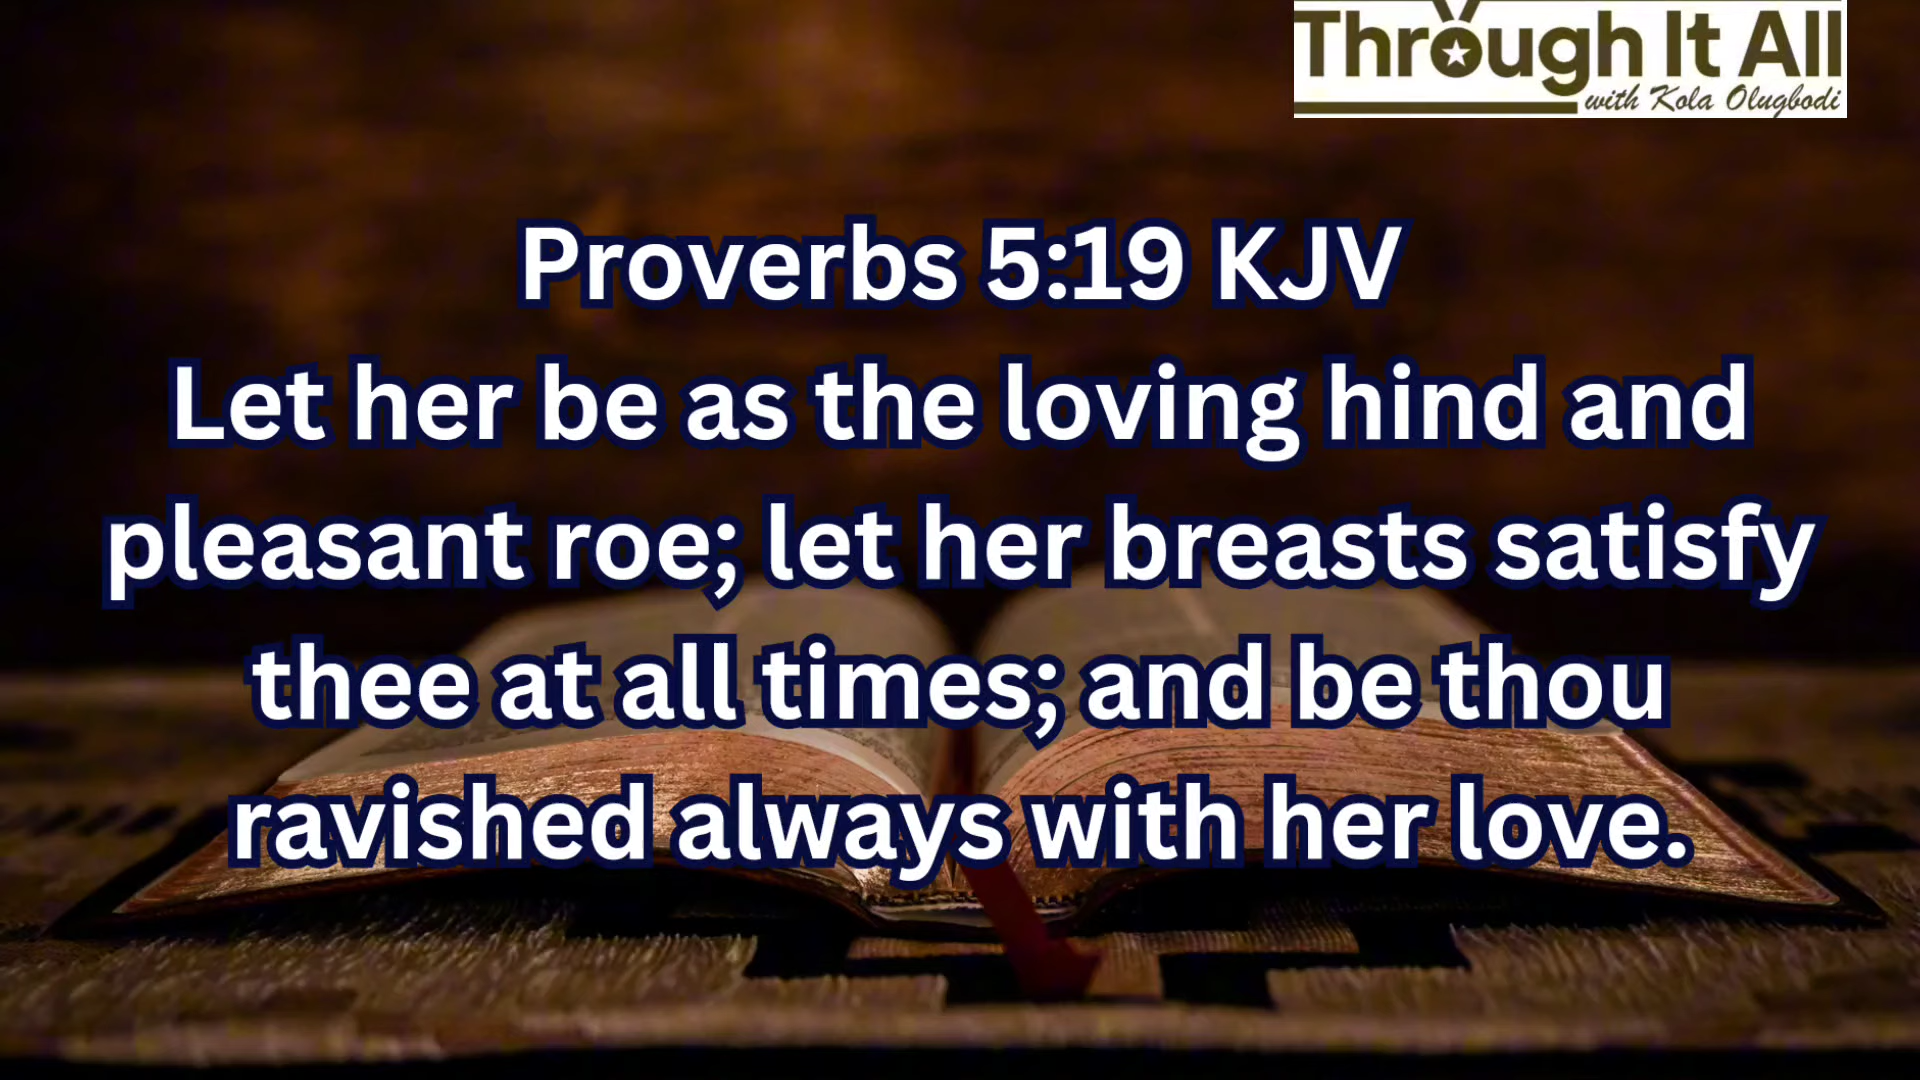 Through It All
with Kola Olugbodi
Proverbs 5:19 KJV
Let her be as the loving hind and
pleasant roe; let her breasts satisfy
thee at all times; and be thou
ravished always with her love.